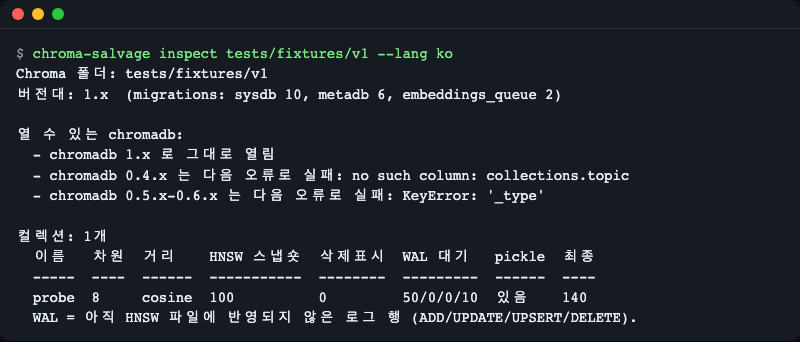 $ chroma-salvage inspect tests/fixtures/v1 --lang ko
Chroma 폴더: tests/fixtures/v1
버전대: 1.x  (migrations: sysdb 10, metadb 6, embeddings_queue 2)
열 수 있는 chromadb:
- chromadb 1.x 로 그대로 열림
- chromadb 0.4.x 는 다음 오류로 실패: no such column: collections.topic
- chromadb 0.5.x-0.6.x 는 다음 오류로 실패: KeyError: '_type'
컬렉션: 1개
이름  차원  거리  HNSW 스냅숏  삭제표시  WAL 대기  pickle  최종
-----  ----  ------  -----------  --------  ---------  ------  ----
probe  8  cosine  100  0  50/0/0/10  있음  140
WAL = 아직 HNSW 파일에 반영되지 않은 로그 행 (ADD/UPDATE/UPSERT/DELETE).